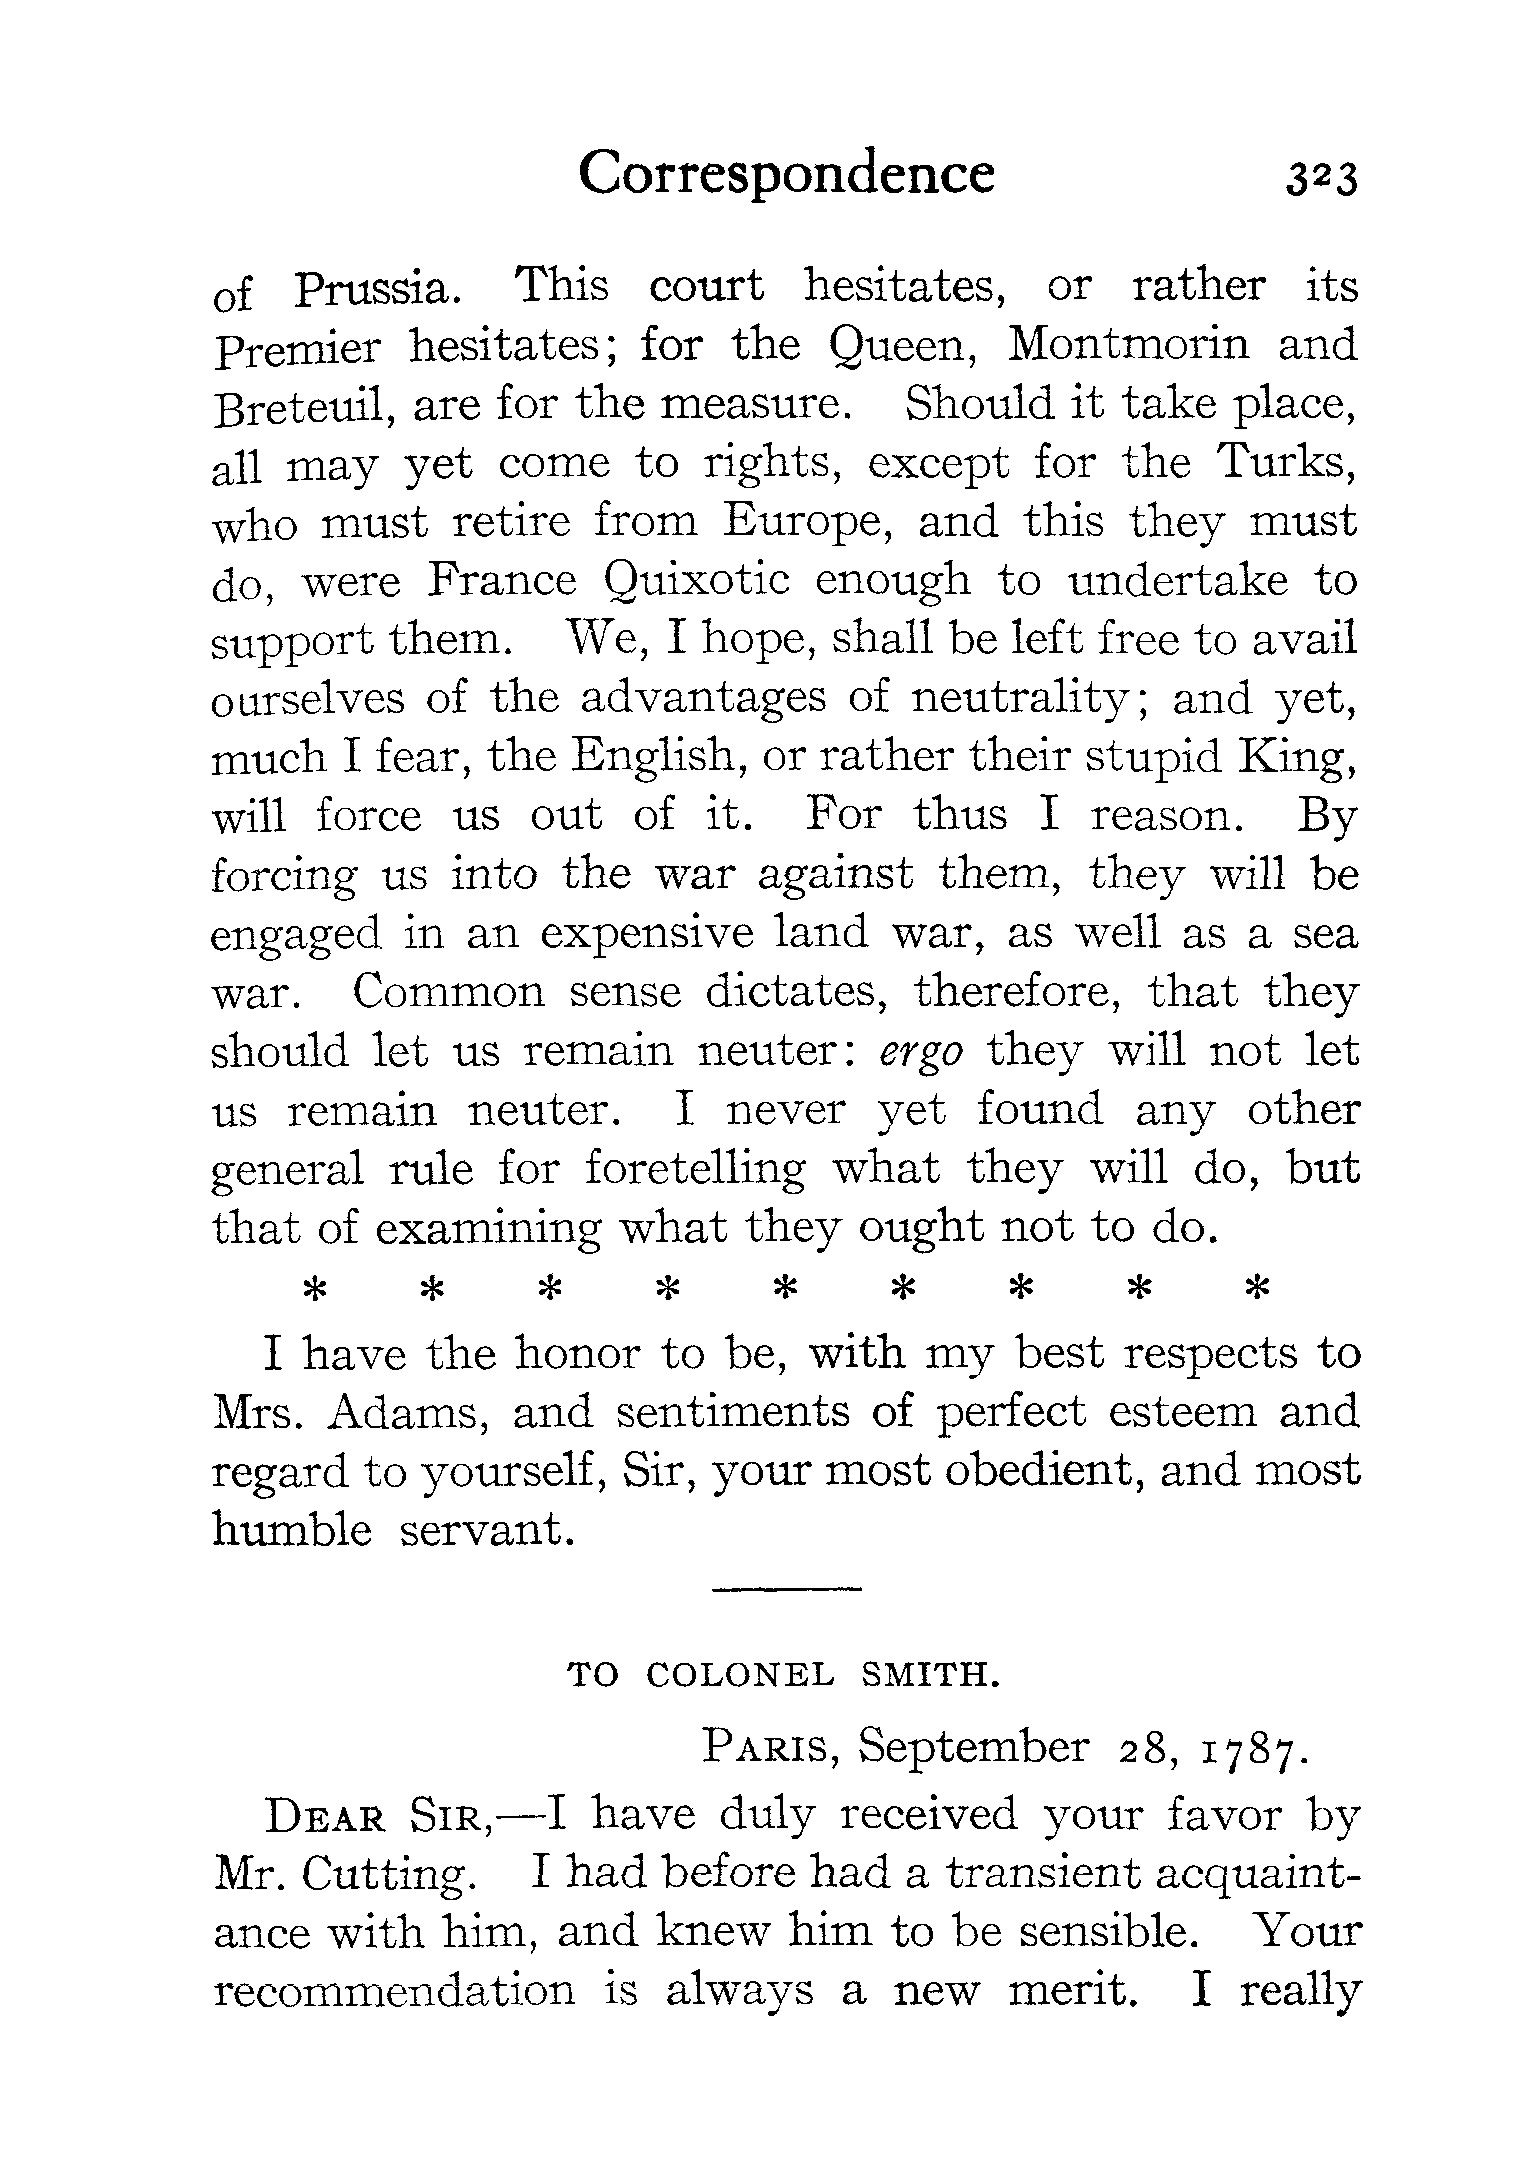 Correspondence 323
of Prussia. This court hesitates, or rather its
Premier hesitates; for the Queen, Montmorin and
Breteuil, are for the measure. Should it take place,
all may yet come to rights, except for the Turks,
who must retire from Europe, and this they must
do, were France Quixotic enough to undertake to
support them. We, I hope, shall be left free to avail
ourselves of the advantages of neutrality; and yet,
much I fear, the English, or rather their stupid King,
will force us out of it. For thus I reason. By
forcing us into the war against them, they will be
engaged in an expensive land war, as well as a sea
war. Common sense dictates, therefore, that they
should let us remain neuter: ergo they will not let
us remain neuter. I never yet found any other
general rule for foretelling what they will do, but
that of examining what they ought not to do.
* * * * * * * * *
I have the honor to be, with my best respects to
Mrs. Adams, and sentiments of perfect esteem and
regard to yourself, Sir, your most obedient, and most
humble servant.
TO COLONEL SMITH.
PARIS, September 28, 1787.
DEAR SIR,—I have duly received your favor by
Mr. Cutting. I had before had a transient acquaint-
ance with him, and knew him to be sensible. Your
recommendation is always a new merit. I really